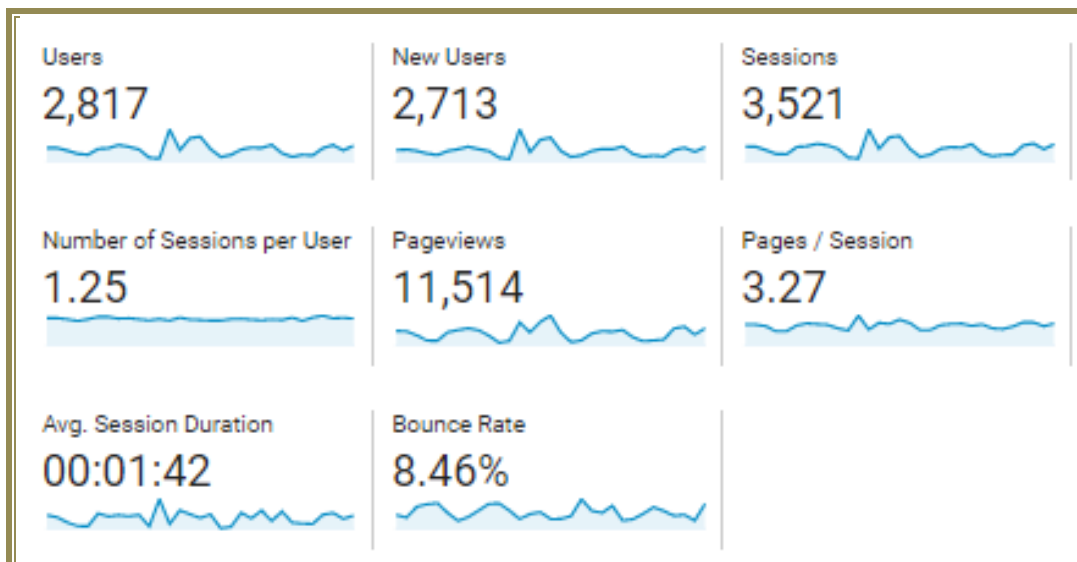 Users
2,817
New Users
2,713
Sessions
3,521
Number of Sessions per User
1.25
Pageviews
11,514
Pages / Session
3.27
Avg. Session Duration
00:01:42
Bounce Rate
8.46%